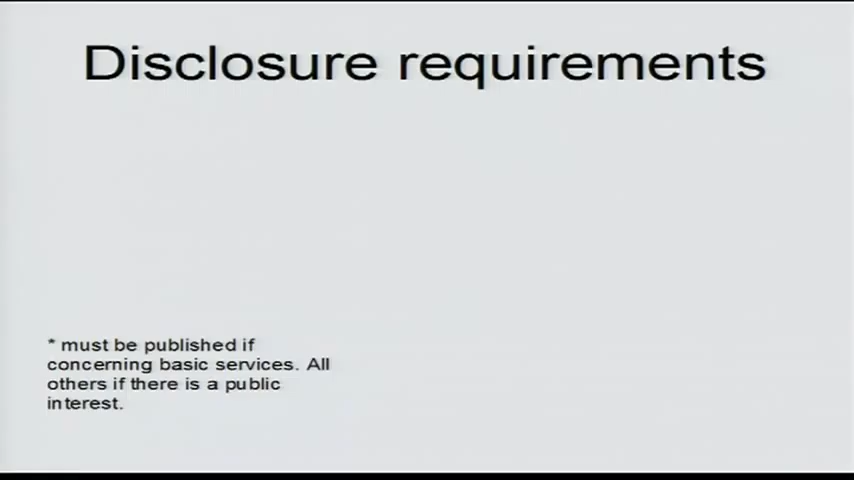 Disclosure requirements
* must be published if
concerning basic services. All
others if there is a public
interest.